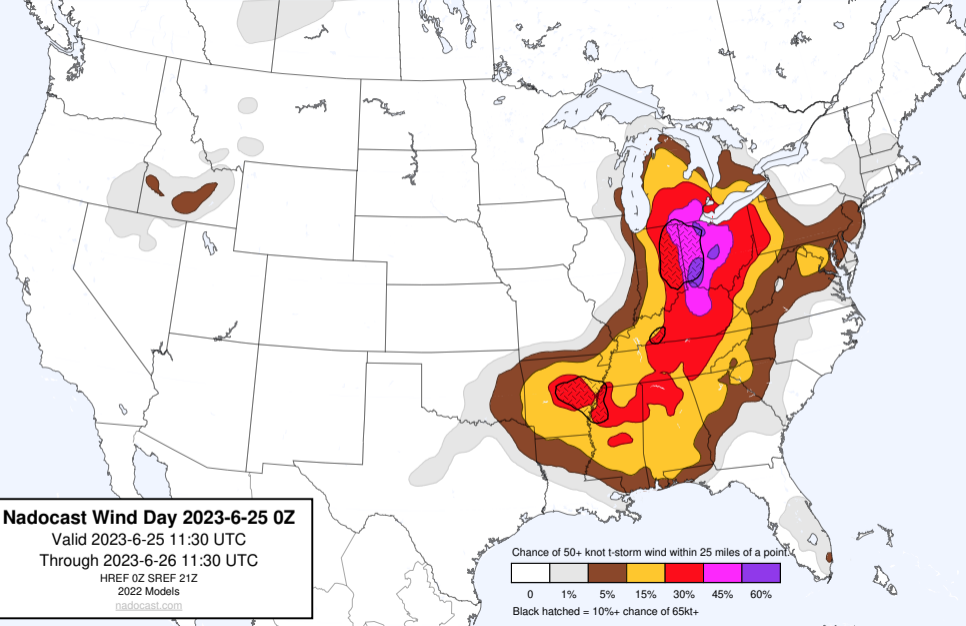 Nadocast Wind Day 2023-6-25 0Z
Valid 2023-6-25 11:30 UTC
Through 2023-6-26 11:30 UTC
HREF 0Z SREF 21Z
2022 Models
nadocast.com
Chance of 50+ knot t-storm wind within 25 miles of a point.
0 1% 5% 15% 30% 45% 60%
Black hatched = 10%+ chance of 65kt+